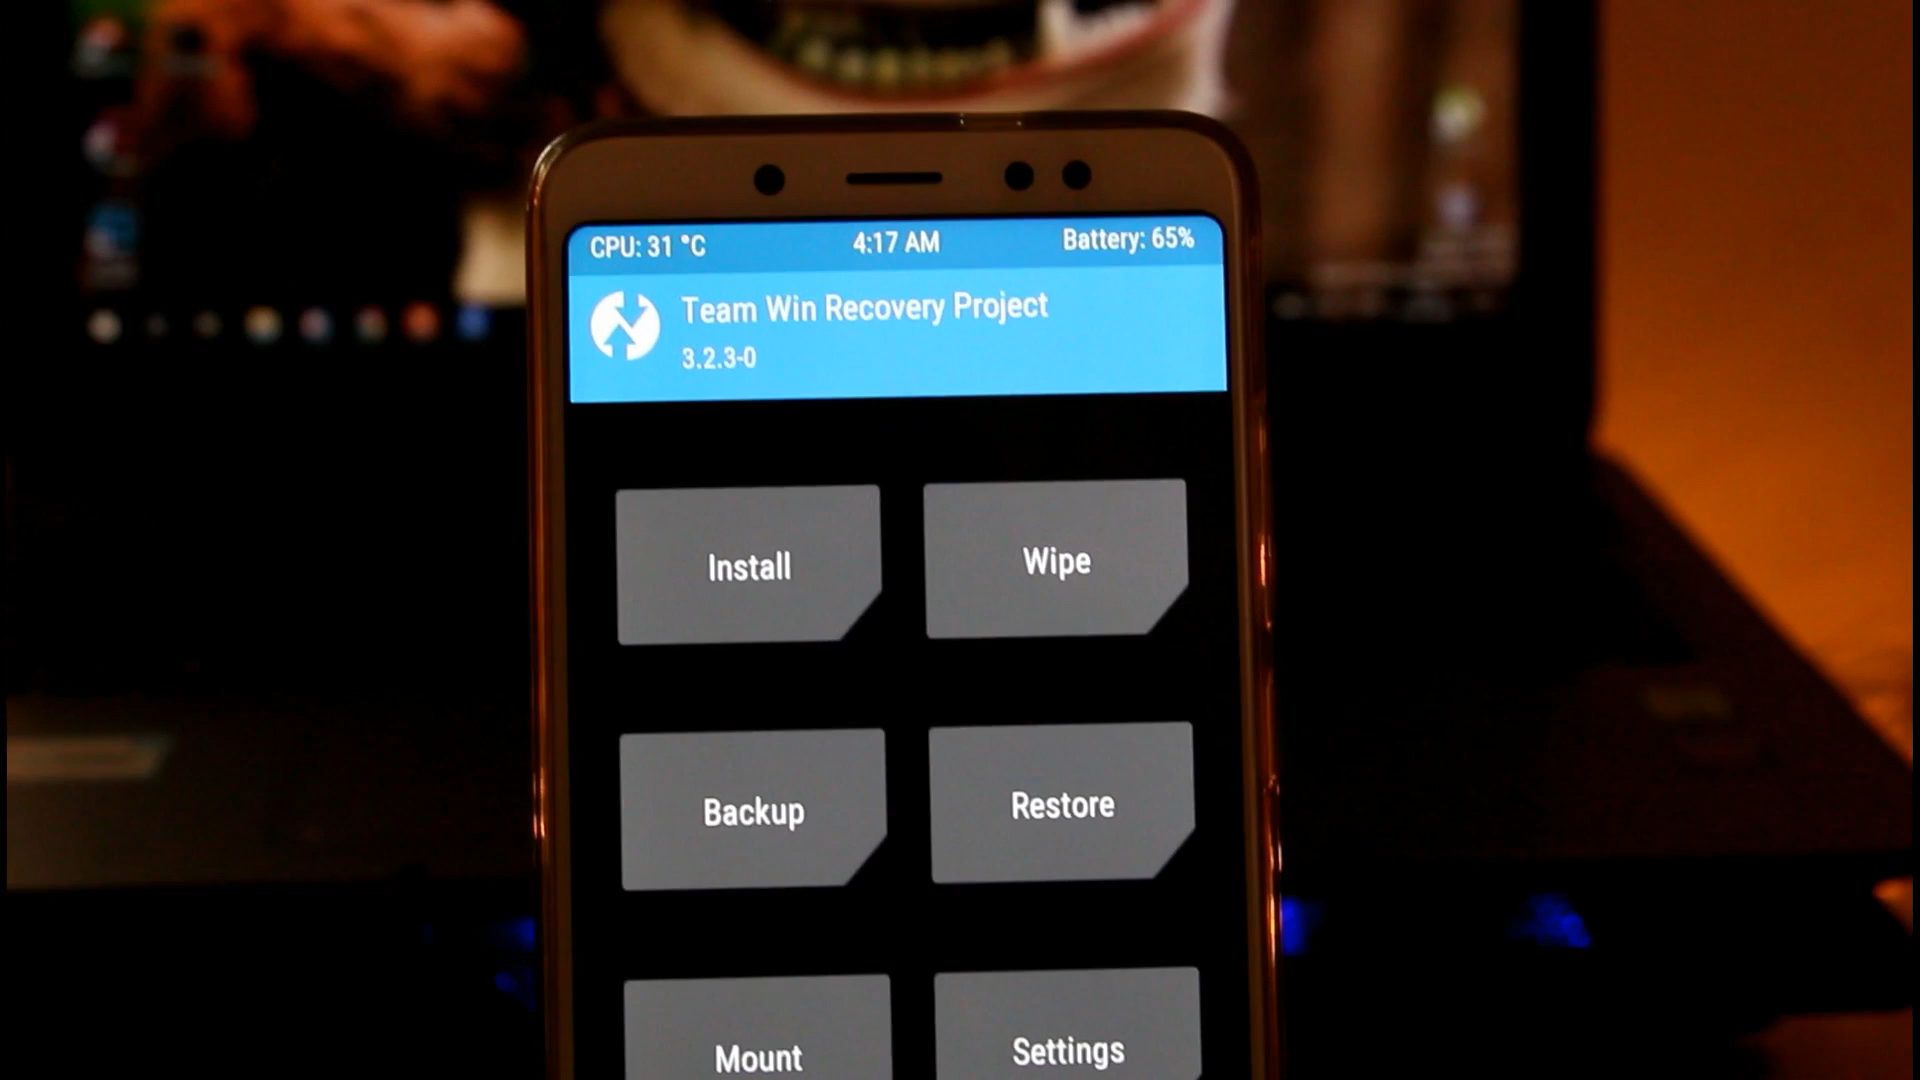 CPU: 31 °C 4:17 AM Battery: 65%
Team Win Recovery Project
3.2.3-0
Install Wipe
Backup Restore
Mount Settings